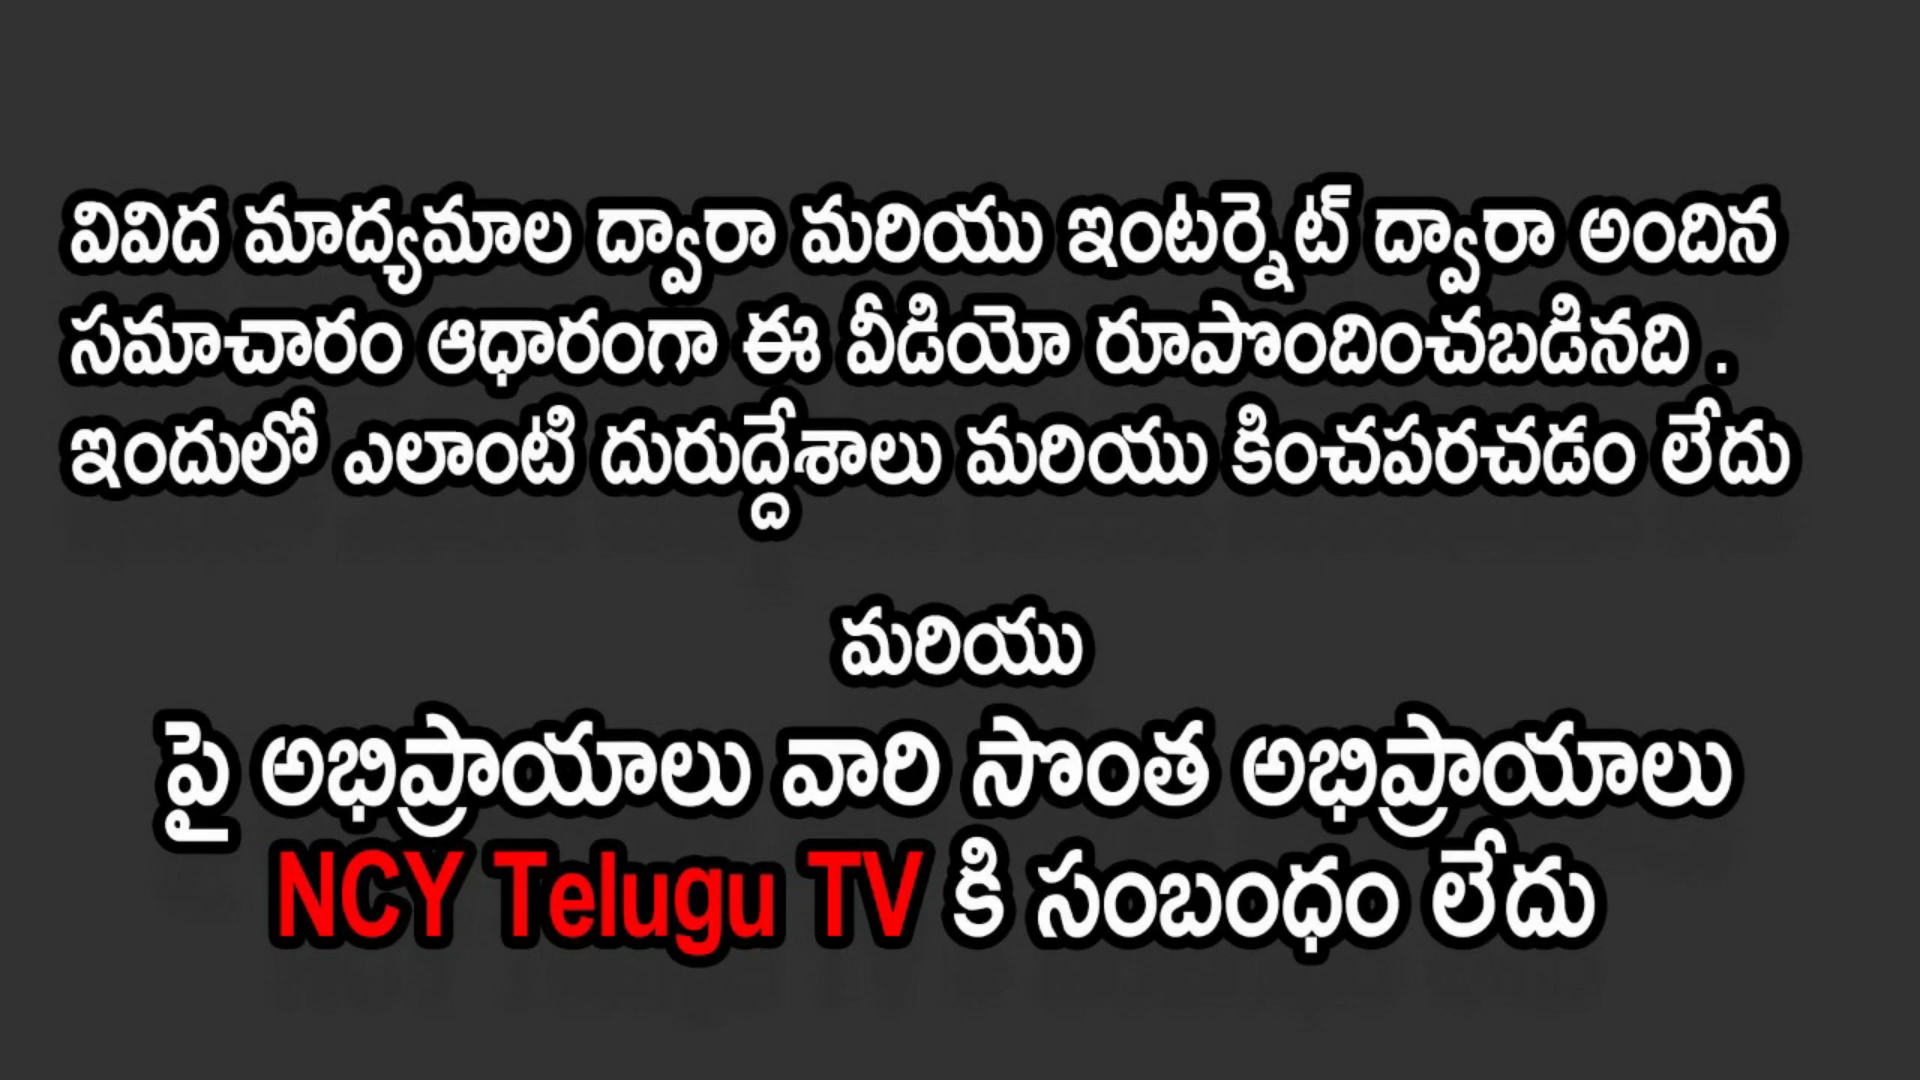 వివిద మాద్యమాల ద్వారా మరియు ఇంటర్నెట్ ద్వారా అందిన
సమాచారం ఆధారంగా ఈ వీడియో రూపొందించబడినది .
ఇందులో ఎలాంటి దురుద్దేశాలు మరియు కించపరచడం లేదు
మరియు
పై అభిప్రాయాలు వారి సొంత అభిప్రాయాలు
NCY Telugu TV కి సంబంధం లేదు